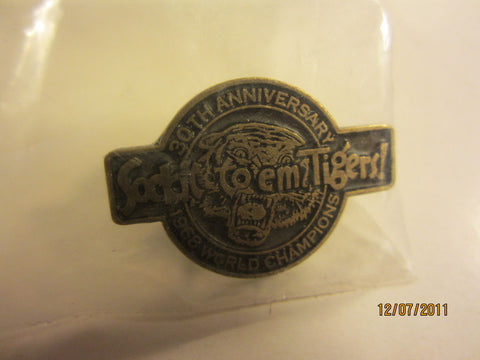 30TH ANNIVERSARY
Sock it to em Tigers!
1968 WORLD CHAMPIONS
12/07/2011